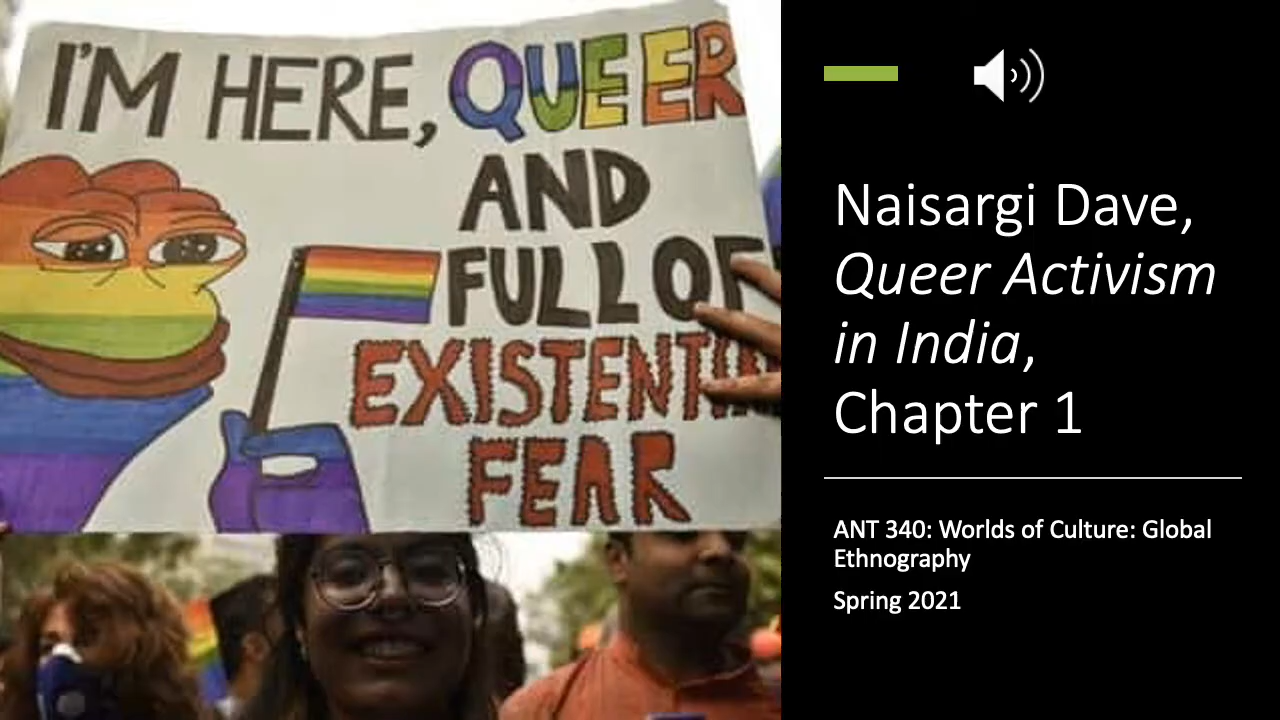 I'M HERE, QUEER
AND
FULL OF
FEAR
Naisargi Dave,
Queer Activism
in India,
Chapter 1
ANT 340: Worlds of Culture: Global
Ethnography
Spring 2021